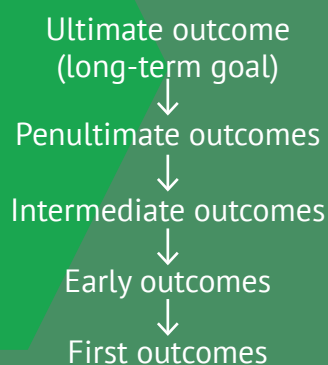 Ultimate outcome
(long-term goal)
Penultimate outcomes
Intermediate outcomes
Early outcomes
First outcomes